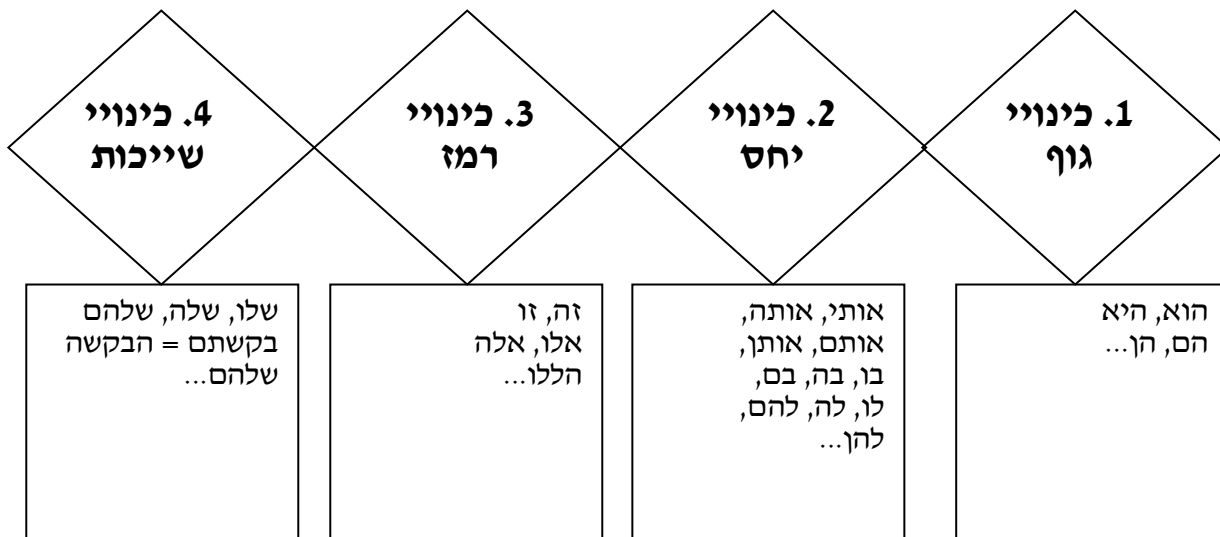 1. כינויי
גוף
2. כינויי
יחס
3. כינויי
רמז
4. כינויי
שייכות
הוא, היא
הם, הן...
אותי, אותה,
אותם, אותן,
בו, בה, בם,
לו, לה, להם,
להן...
זה, זו
אלו, אלה
הללו...
שלו, שלה, שלהם
בקשתם = הבקשה
שלהם...